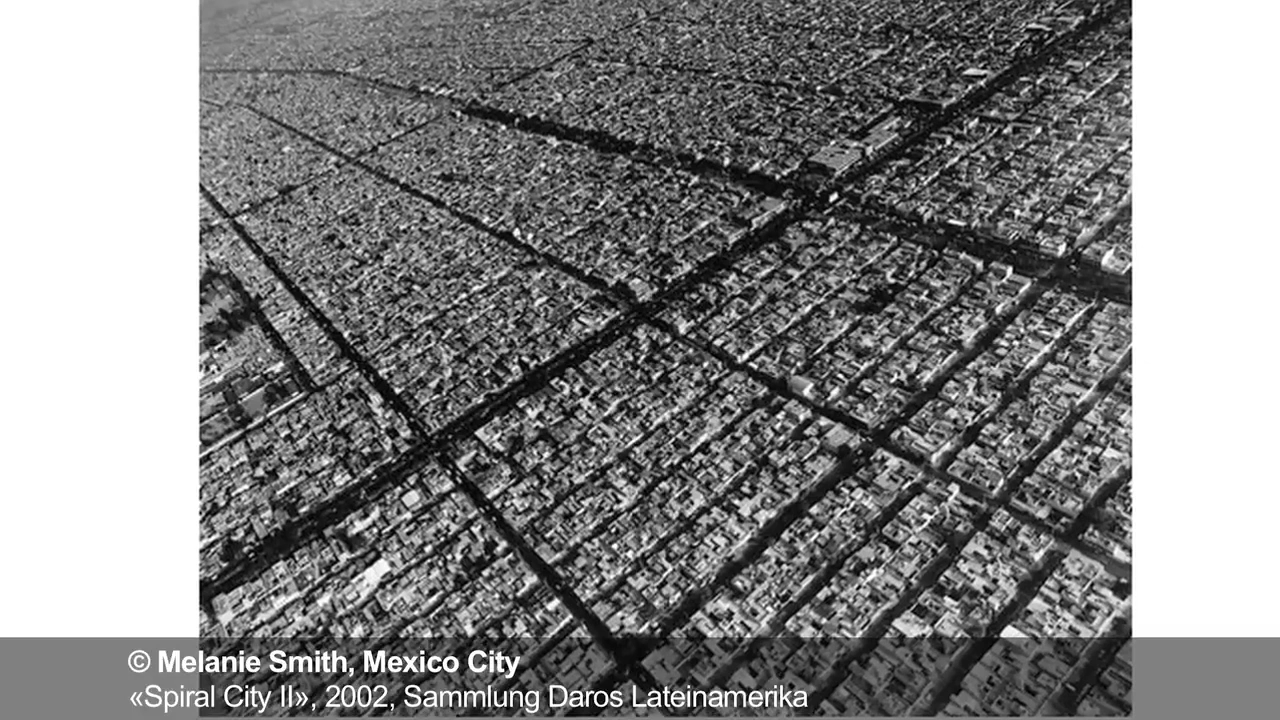 © Melanie Smith, Mexico City
«Spiral City II», 2002, Sammlung Daros Lateinamerika